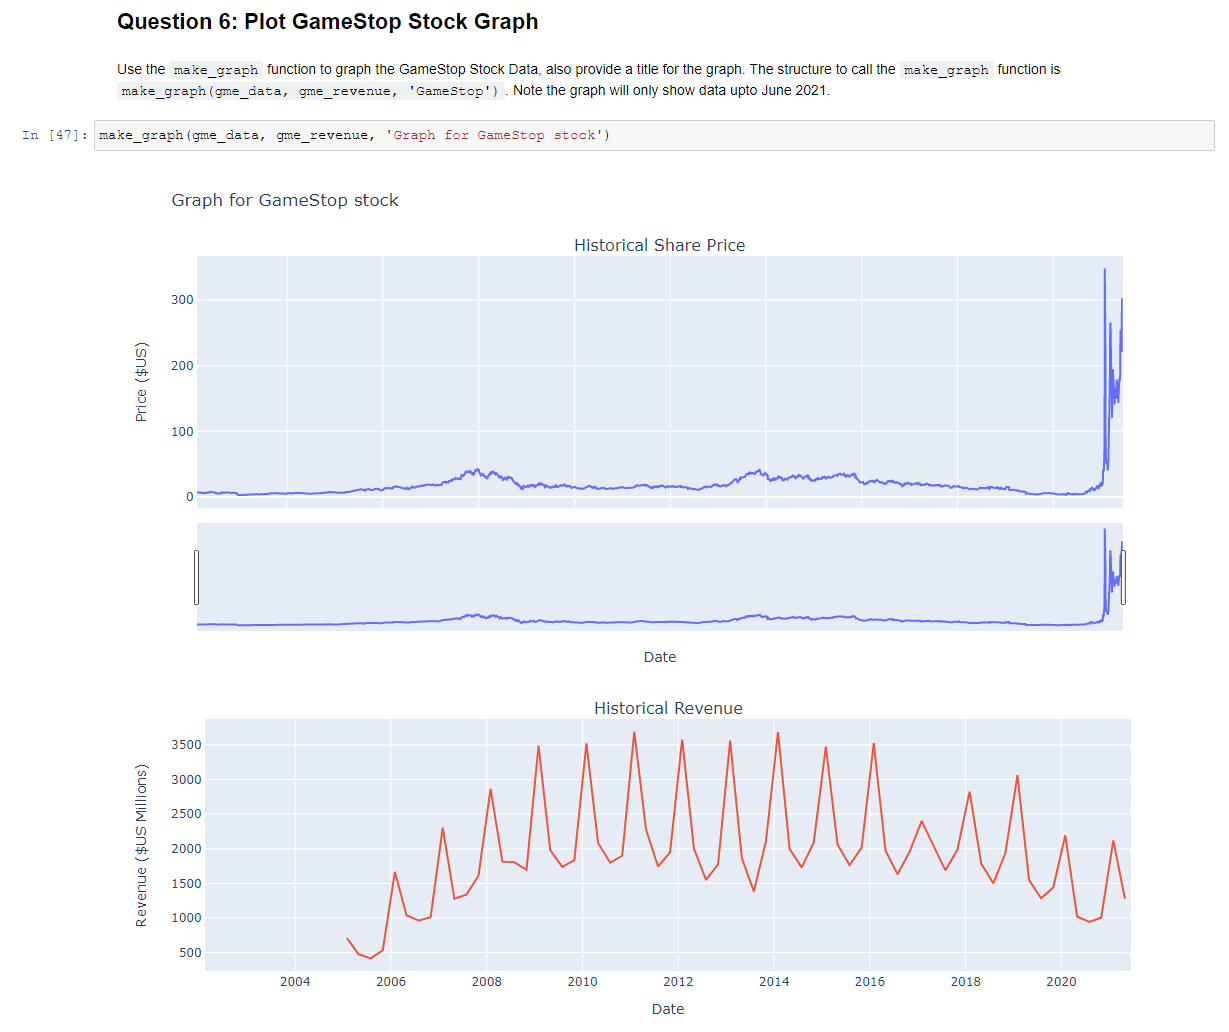 Question 6: Plot GameStop Stock Graph
Use the make_graph function to graph the GameStop Stock Data, also provide a title for the graph. The structure to call the make_graph function is
make_graph(gme_data, gme_revenue, 'GameStop'). Note the graph will only show data upto June 2021.
In [47]: make_graph(gme_data, gme_revenue, 'Graph for GameStop stock')
Graph for GameStop stock
Historical Share Price
300
200
100
0
Price ($US)
Date
Historical Revenue
3500
3000
2500
2000
1500
1000
500
Revenue ($US Millions)
2004 2006 2008 2010 2012 2014 2016 2018 2020
Date